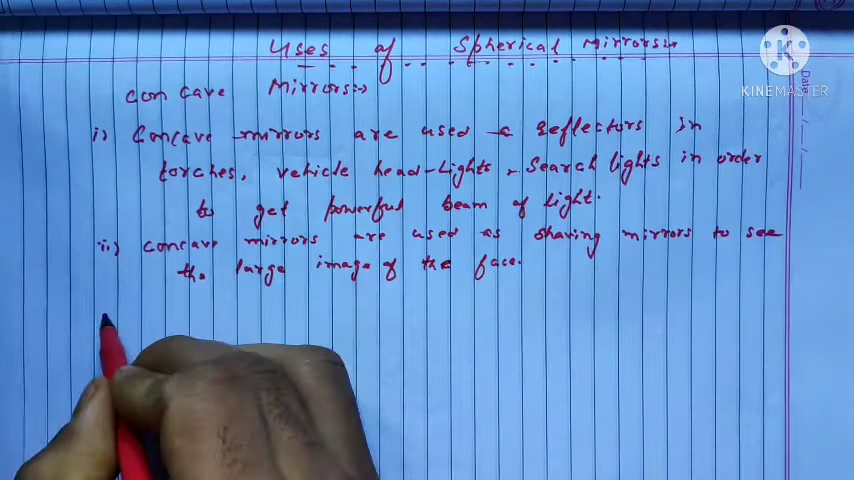 Uses of Spherical Mirrors:→
Concave Mirrors:→
i) Concave mirrors are used a reflectors in
torches, vehicle head-Lights, Search lights in order
to get powerful beam of light.
ii) concave mirrors are used as shaving mirrors to see
the large image of the face.
KINEMASTER
Date